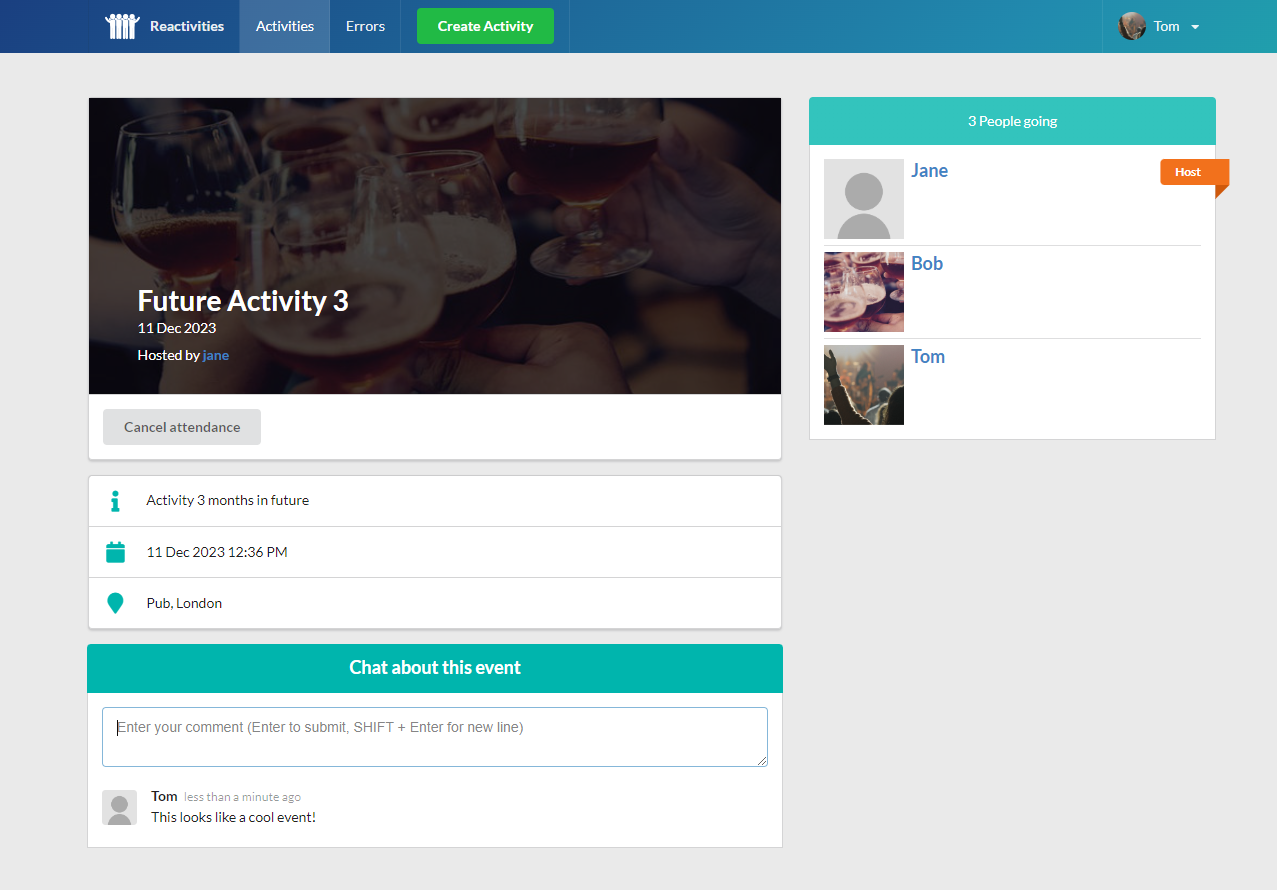 Reactivities
Activities
Errors
Create Activity
Tom
Future Activity 3
11 Dec 2023
Hosted by jane
Cancel attendance
Activity 3 months in future
11 Dec 2023 12:36 PM
Pub, London
Chat about this event
Enter your comment (Enter to submit, SHIFT + Enter for new line)
Tom less than a minute ago
This looks like a cool event!
3 People going
Jane
Host
Bob
Tom